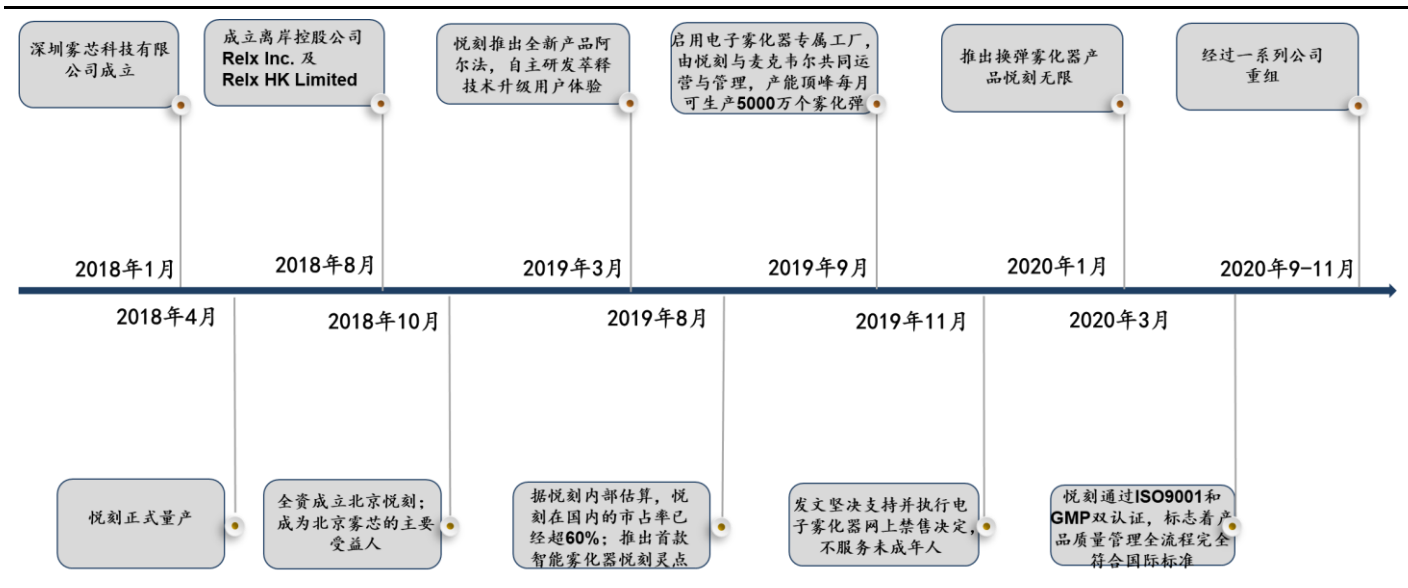 深圳雾芯科技有限
公司成立
成立离岸控股公司
Relx Inc. 及
Relx HK Limited
悦刻推出全新产品阿
尔法，自主研发萃释
技术升级用户体验
启用电子雾化器专属工厂，
由悦刻与麦克韦尔共同运
营与管理，产能顶峰每月
可生产5000万个雾化弹
推出换弹雾化器产
品悦刻无限
经过一系列公司
重组
2018年1月
2018年8月
2019年3月
2019年9月
2020年1月
2020年9-11月
2018年4月
2018年10月
2019年8月
2019年11月
2020年3月
悦刻正式量产
全资成立北京悦刻；
成为北京雾芯的主要
受益人
据悦刻内部估算，悦
刻在国内的市占率已
经超60%；推出首款
智能雾化器悦刻灵点
发文坚决支持并执行电
子雾化器网上禁售决定，
不服务未成年人
悦刻通过ISO9001和
GMP双认证，标志着产
品质量管理全流程完全
符合国际标准